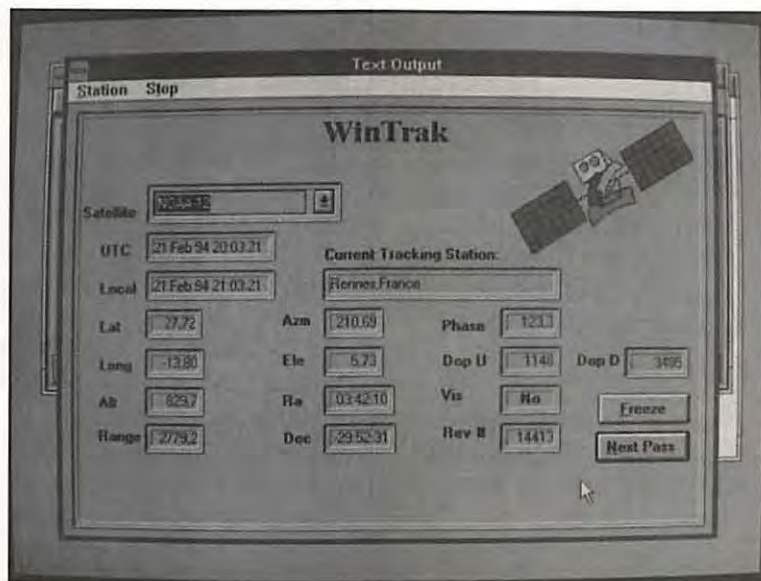 Text Output
Station Stop
WinTrak
Satellite NOAA-12
UTC 21 Feb 94 20:03:21
Current Tracking Station:
Local 21 Feb 94 21:03:21 Rennes,France
Lat 27,72 Azm 210,69 Phase 123,3
Long -13,80 Ele 5,73 Dop U 1148 Dop D 3495
Alt 829,7 Ra 03:42:10 Vis No
Freeze
Range 2779,2 Dec -29:52:31 Rev # 14413 Next Pass